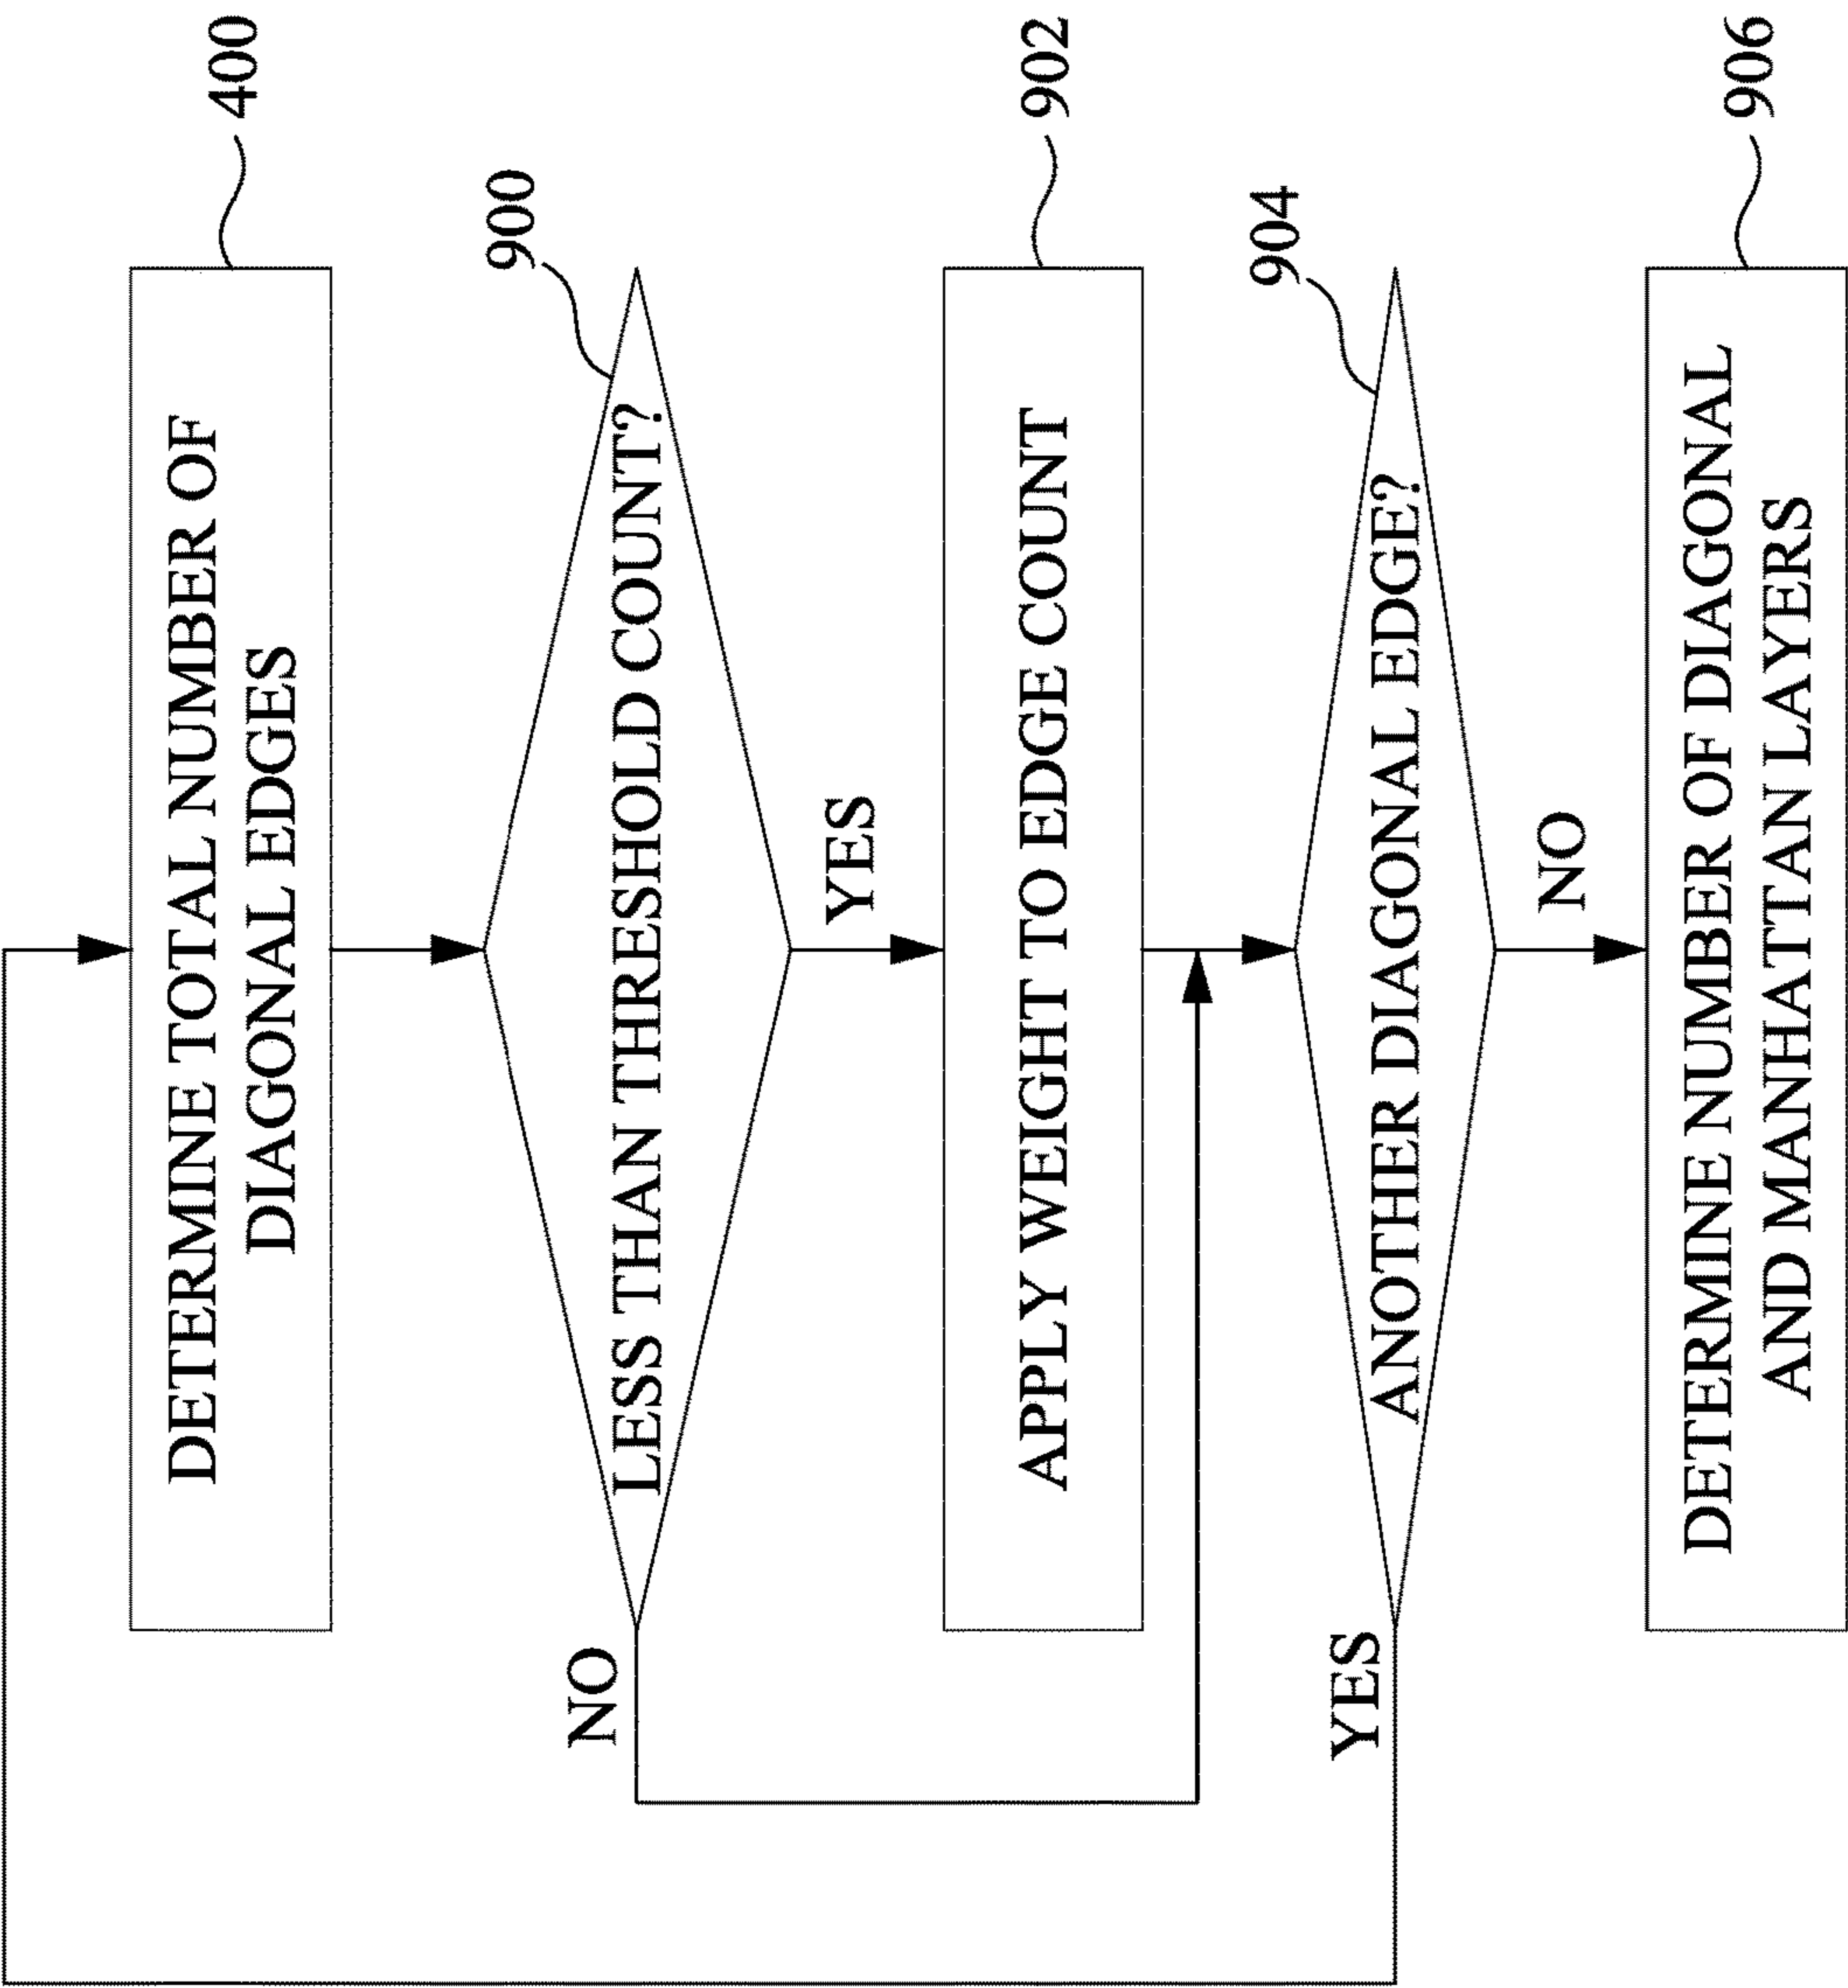 400
DETERMINE TOTAL NUMBER OF
DIAGONAL EDGES
900
LESS THAN THRESHOLD COUNT?
NO
YES
902
APPLY WEIGHT TO EDGE COUNT
904
ANOTHER DIAGONAL EDGE?
YES
NO
906
DETERMINE NUMBER OF DIAGONAL
AND MANHATTAN LAYERS